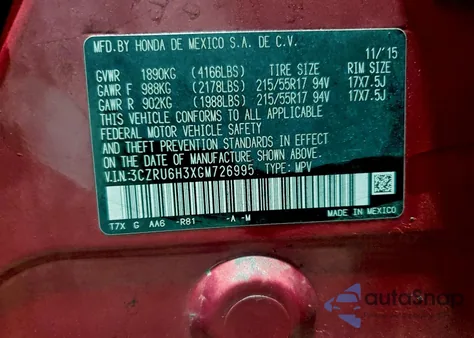 MFD. BY HONDA DE MEXICO S.A. DE C.V.
11/'15
GVWR 1890KG (4166LBS) TIRE SIZE RIM SIZE
GAWR F 988KG (2178LBS) 215/55R17 94V 17X7.5J
GAWR R 902KG (1988LBS) 215/55R17 94V 17X7.5J
THIS VEHICLE CONFORMS TO ALL APPLICABLE
FEDERAL MOTOR VEHICLE SAFETY
AND THEFT PREVENTION STANDARDS IN EFFECT
ON THE DATE OF MANUFACTURE SHOWN ABOVE.
V.I.N.:3CZRU6H3XGM726995 TYPE: MPV
T7X G AA6 -R81 -A -M
MADE IN MEXICO
autosnap